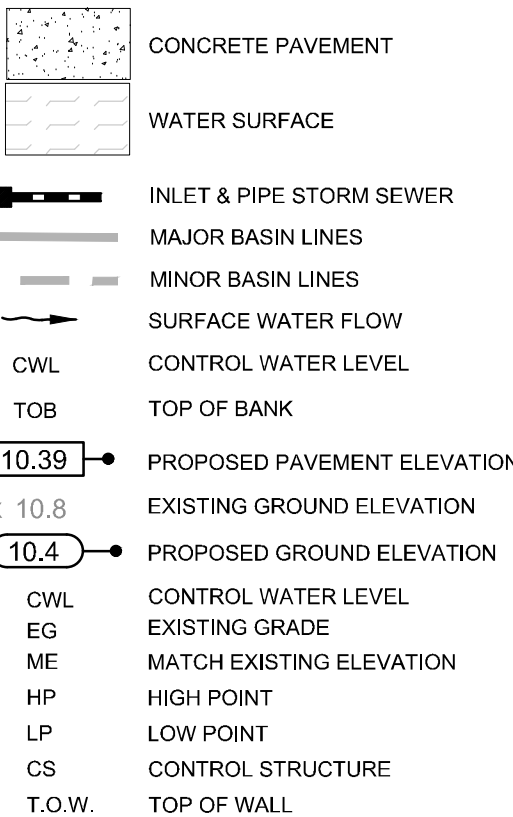 CONCRETE PAVEMENT
WATER SURFACE
INLET & PIPE STORM SEWER
MAJOR BASIN LINES
MINOR BASIN LINES
SURFACE WATER FLOW
CWL CONTROL WATER LEVEL
TOB TOP OF BANK
10.39 PROPOSED PAVEMENT ELEVATION
10.8 EXISTING GROUND ELEVATION
10.4 PROPOSED GROUND ELEVATION
CWL CONTROL WATER LEVEL
EG EXISTING GRADE
ME MATCH EXISTING ELEVATION
HP HIGH POINT
LP LOW POINT
CS CONTROL STRUCTURE
T.O.W. TOP OF WALL